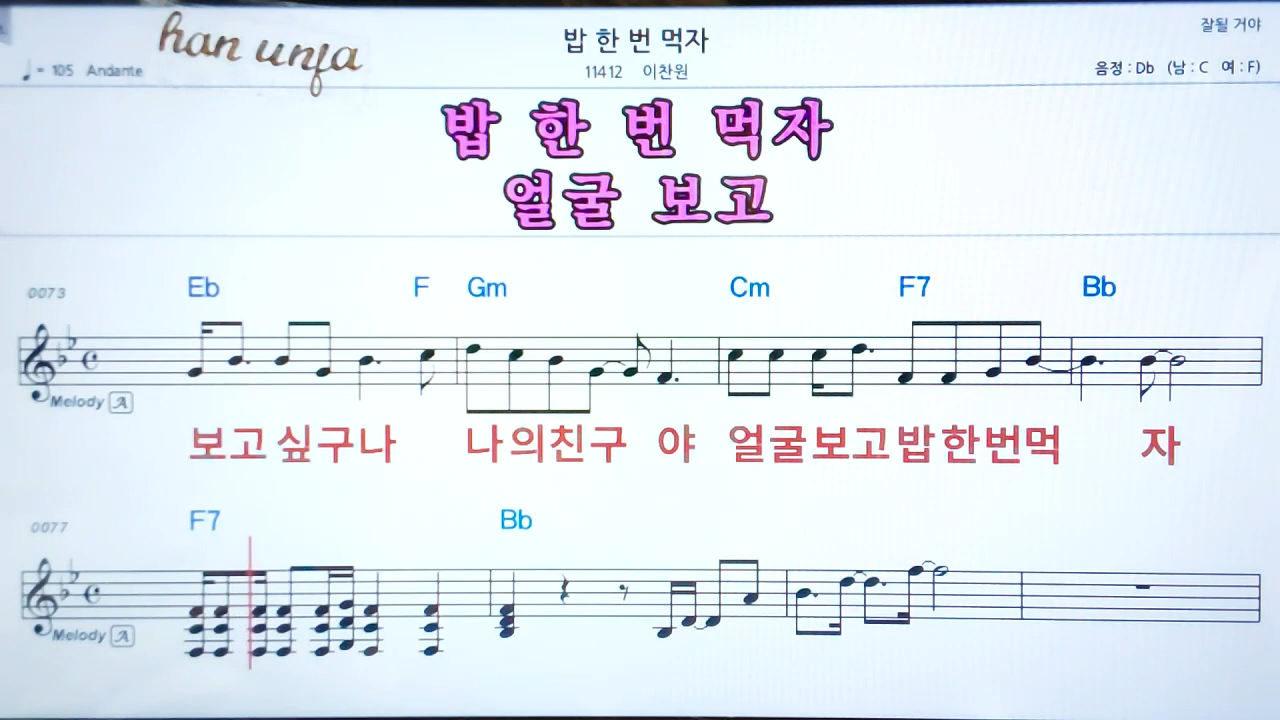 han unja
밥 한 번 먹자
잘될 거야
♩= 105 Andante
11412 이찬원
음정 : Db (남 : C 여 : F)
밥 한 번 먹자
얼굴 보고
0073 Eb F Gm Cm F7 Bb
Melody A
보고 싶구나 나의친구 야 얼굴보고밥한번먹 자
0077 F7 Bb
Melody A